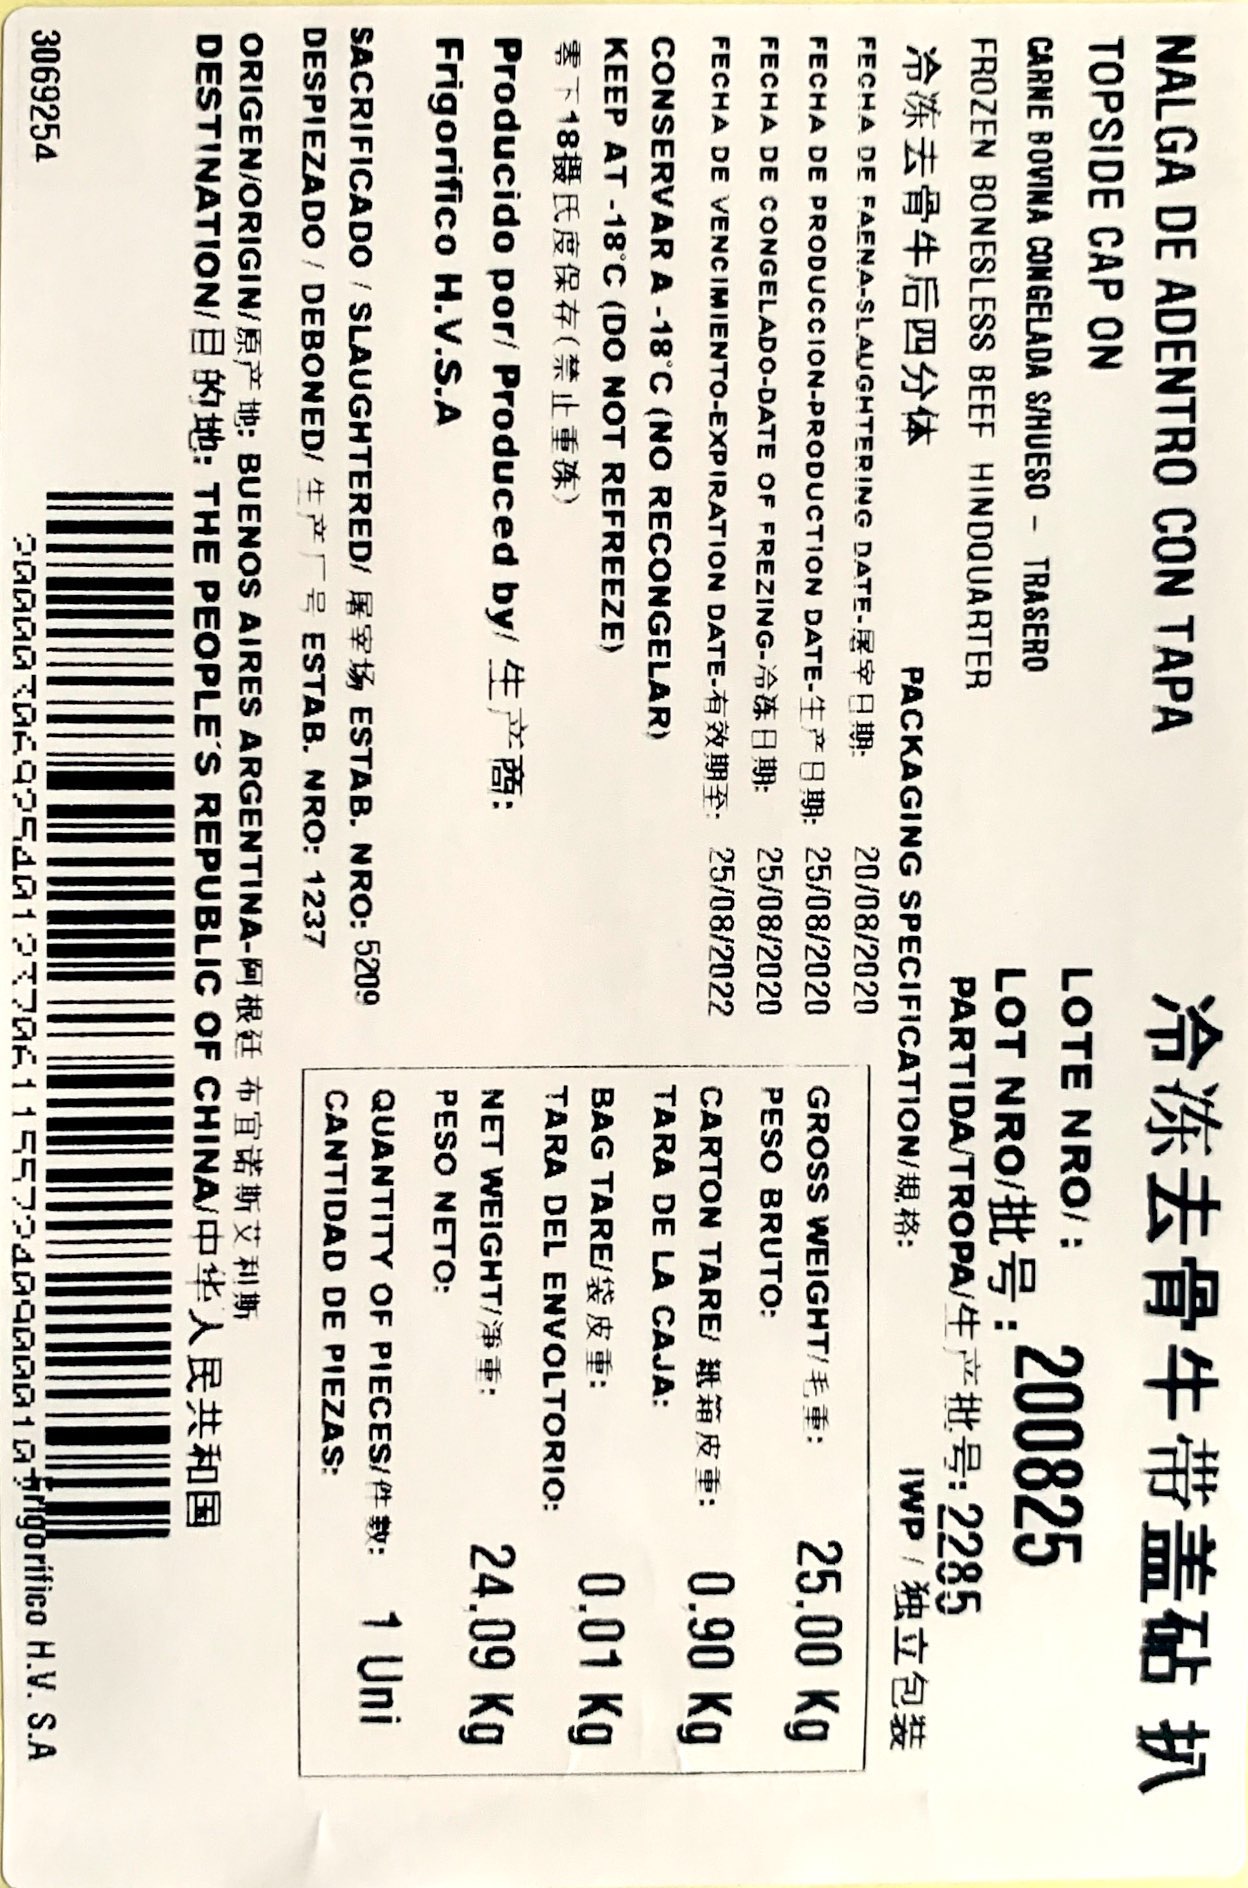 NALGA DE ADENTRO CON TAPA
冷冻去骨牛带盖砧 扒
TOPSIDE CAP ON
CARNE BOVINA CONGELADA S/HUESO - TRASERO
LOTE NRO/ :
FROZEN BONESLESS BEEF HINDQUARTER
LOT NRO/批号 : 200825
PARTIDA/TROPA/生产批号: 2285
冷冻去骨牛后四分体
PACKAGING SPECIFICATION/規格: IWP / 独立包装
FECHA DE FAENA-SLAUGHTERING DATE-屠宰日期: 20/08/2020
FECHA DE PRODUCCION-PRODUCTION DATE-生产日期: 25/08/2020
FECHA DE CONGELADO-DATE OF FREZING-冷冻日期: 25/08/2020
FECHA DE VENCIMIENTO-EXPIRATION DATE-有效期至: 25/08/2022
CONSERVAR A -18°C (NO RECONGELAR)
KEEP AT -18°C (DO NOT REFREEZE)
零下18摄氏度保存(禁止重冻)
Producido por/ Produced by/ 生产商:
Frigorifico H.V.S.A
SACRIFICADO / SLAUGHTERED/ 屠宰场 ESTAB. NRO: 5209
DESPIEZADO / DEBONED/ 生产厂号 ESTAB. NRO: 1237
GROSS WEIGHT/毛重: 25,00 Kg
PESO BRUTO:
CARTON TARE/ 紙箱皮重: 0,90 Kg
TARA DE LA CAJA:
BAG TARE/袋皮重: 0,01 Kg
TARA DEL ENVOLTORIO:
NET WEIGHT/淨重: 24,09 Kg
PESO NETO:
QUANTITY OF PIECES/件數: 1 Uni
CANTIDAD DE PIEZAS:
ORIGEN/ORIGIN/原产地: BUENOS AIRES ARGENTINA-阿根廷 布宜诺斯艾利斯
DESTINATION/目的地: THE PEOPLE´S REPUBLIC OF CHINA/中华人民共和国
3069254
Frigorifico H.V. S.A